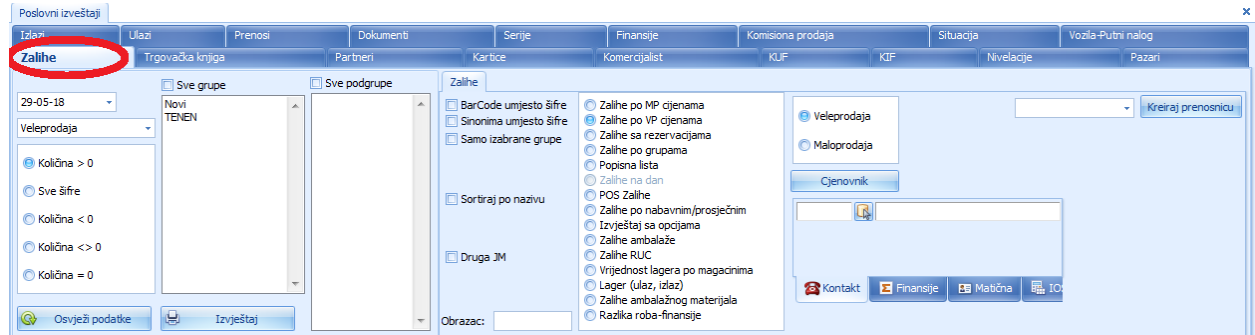 Poslovni izveštaji
Izlazi Ulazi Prenosi Dokumenti Serije Finansije Komisiona prodaja Situacija Vozila-Putni nalog
Zalihe Trgovačka knjiga Partneri Kartice Komercijalist KUF KIF Nivelacije Pazari
29-05-18
Veleprodaja
Količina > 0
Sve šifre
Količina < 0
Količina <> 0
Količina = 0
Osvježi podatke
Sve grupe
Novi
TENEN
Izvještaj
Sve podgrupe
Zalihe
BarCode umjesto šifre
Sinonima umjesto šifre
Samo izabrane grupe
Sortiraj po nazivu
Druga JM
Obrazac:
Zalihe po MP cijenama
Zalihe po VP cijenama
Zalihe sa rezervacijama
Zalihe po grupama
Popisna lista
Zalihe na dan
POS Zalihe
Zalihe po nabavnim/prosječnim
Izvještaj sa opcijama
Zalihe ambalaže
Zalihe RUC
Vrijednost lagera po magacinima
Lager (ulaz, izlaz)
Zalihe ambalažnog materijala
Razlika roba-finansije
Veleprodaja
Maloprodaja
Cjenovnik
Kontakt Finansije Matična IOS
Kreiraj prenosnicu